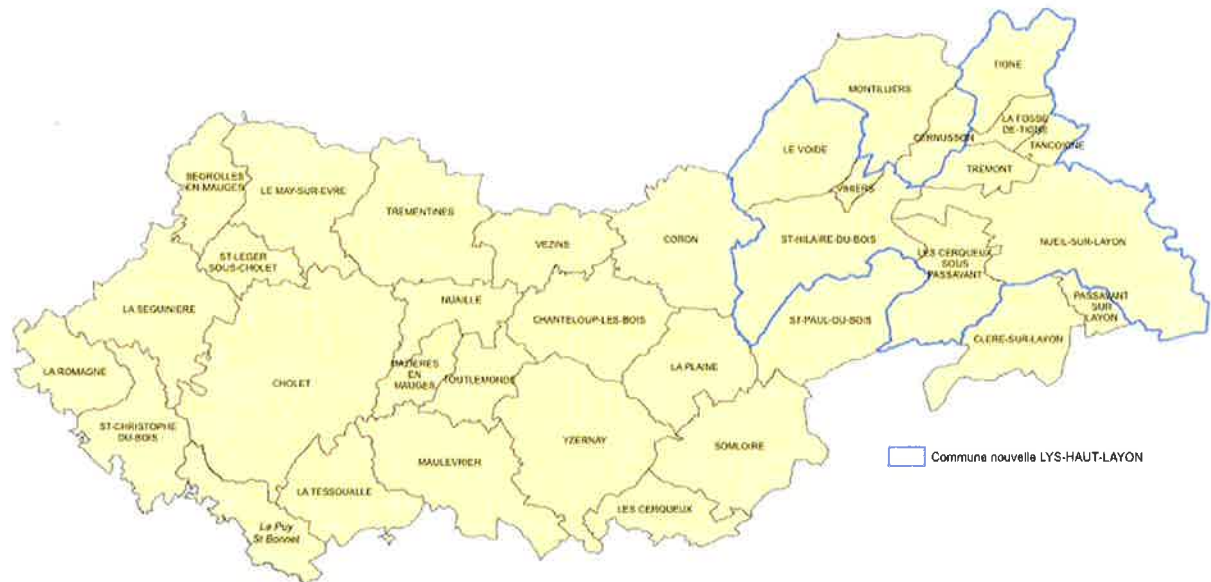 TIGNE
MONTILLIERS
LA FOSSE
DE-TIGNE
CERNUSSON
TANCOIGNE
LE VOIDE
TREMONT
VIHIERS
BEGROLLES
EN MAUGES
LE MAY-SUR-EVRE
TREMENTINES
CORON
ST-HILAIRE-DU-BOIS
NUEIL-SUR-LAYON
VEZINS
LES CERQUEUX
SOUS
PASSAVANT
ST-LEGER
SOUS-CHOLET
NUAILLE
LA SEGUINIERE
CHANTELOUP-LES-BOIS
ST-PAUL-DU-BOIS
PASSAVANT
SUR
LAYON
CLERE-SUR-LAYON
LA ROMAGNE
CHOLET
MAZIERES
EN
MAUGES
TOUTLEMONDE
LA PLAINE
ST-CHRISTOPHE
DU-BOIS
YZERNAY
SOMLOIRE
MAULEVRIER
Commune nouvelle LYS-HAUT-LAYON
LA TESSOUALLE
LES CERQUEUX
Le Puy
St Bonnet